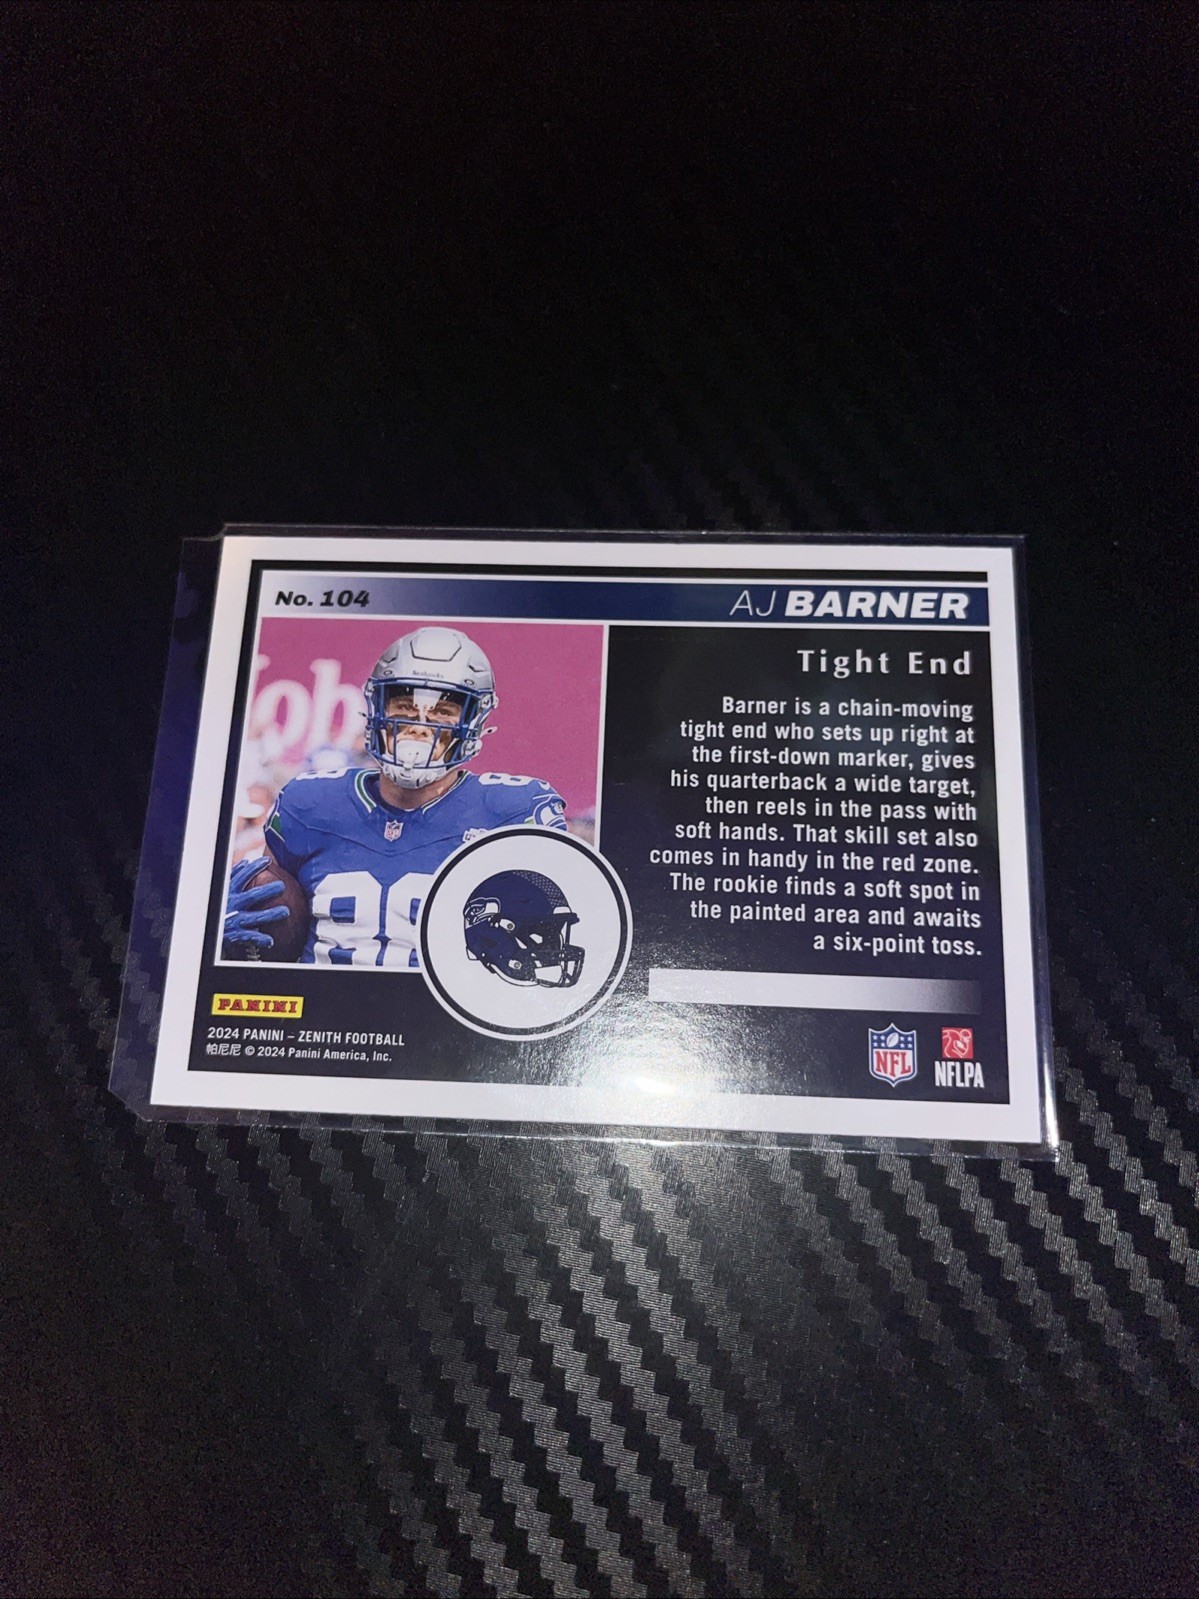 No. 104
AJ BARNER
Tight End
Barner is a chain-moving
tight end who sets up right at
the first-down marker, gives
his quarterback a wide target,
then reels in the pass with
soft hands. That skill set also
comes in handy in the red zone.
The rookie finds a soft spot in
the painted area and awaits
a six-point toss.
lob
Seahawks
88
PANINI
2024 PANINI – ZENITH FOOTBALL
帕尼尼 © 2024 Panini America, Inc.
NFL
NFLPA